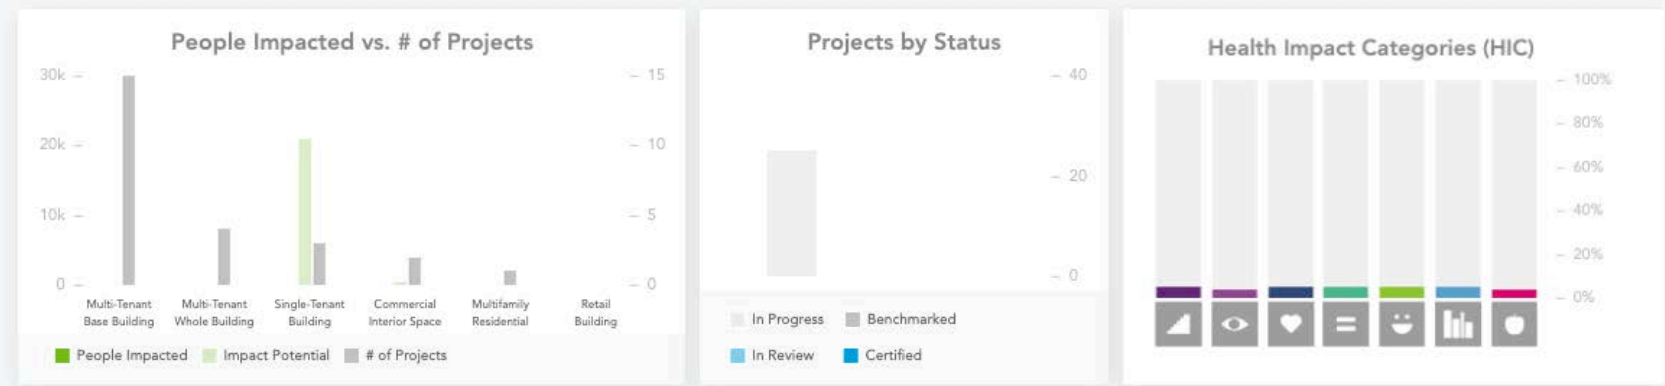 People Impacted vs. # of Projects
30k
20k
10k
0
15
10
5
0
Multi-Tenant
Base Building
Multi-Tenant
Whole Building
Single-Tenant
Building
Commercial
Interior Space
Multifamily
Residential
Retail
Building
People Impacted
Impact Potential
# of Projects
Projects by Status
40
20
0
In Progress
Benchmarked
In Review
Certified
Health Impact Categories (HIC)
100%
80%
60%
40%
20%
0%